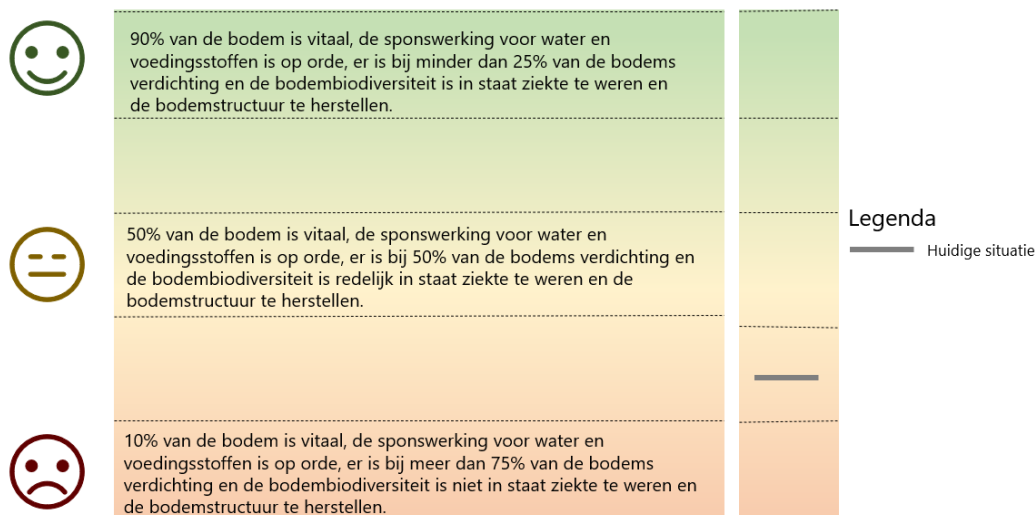 90% van de bodem is vitaal, de sponswerking voor water en
voedingsstoffen is op orde, er is bij minder dan 25% van de bodems
verdichting en de bodembiodiversiteit is in staat ziekte te weren en
de bodemstructuur te herstellen.
50% van de bodem is vitaal, de sponswerking voor water en
voedingsstoffen is op orde, er is bij 50% van de bodems verdichting en
de bodembiodiversiteit is redelijk in staat ziekte te weren en de
bodemstructuur te herstellen.
10% van de bodem is vitaal, de sponswerking voor water en
voedingsstoffen is op orde, er is bij meer dan 75% van de bodems
verdichting en de bodembiodiversiteit is niet in staat ziekte te weren en
de bodemstructuur te herstellen.
Legenda
Huidige situatie